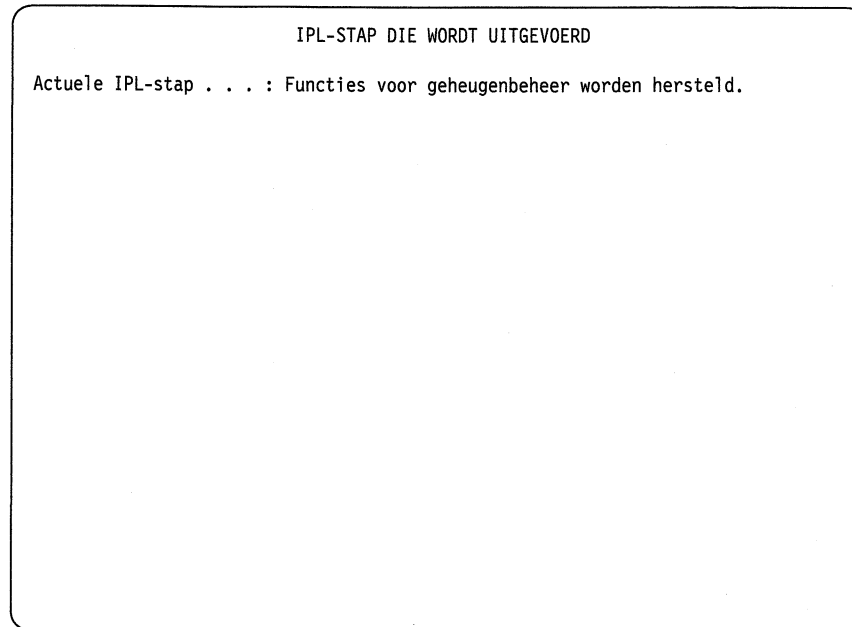 IPL-STAP DIE WORDT UITGEVOERD
Actuele IPL-stap . . . : Functies voor geheugenbeheer worden hersteld.